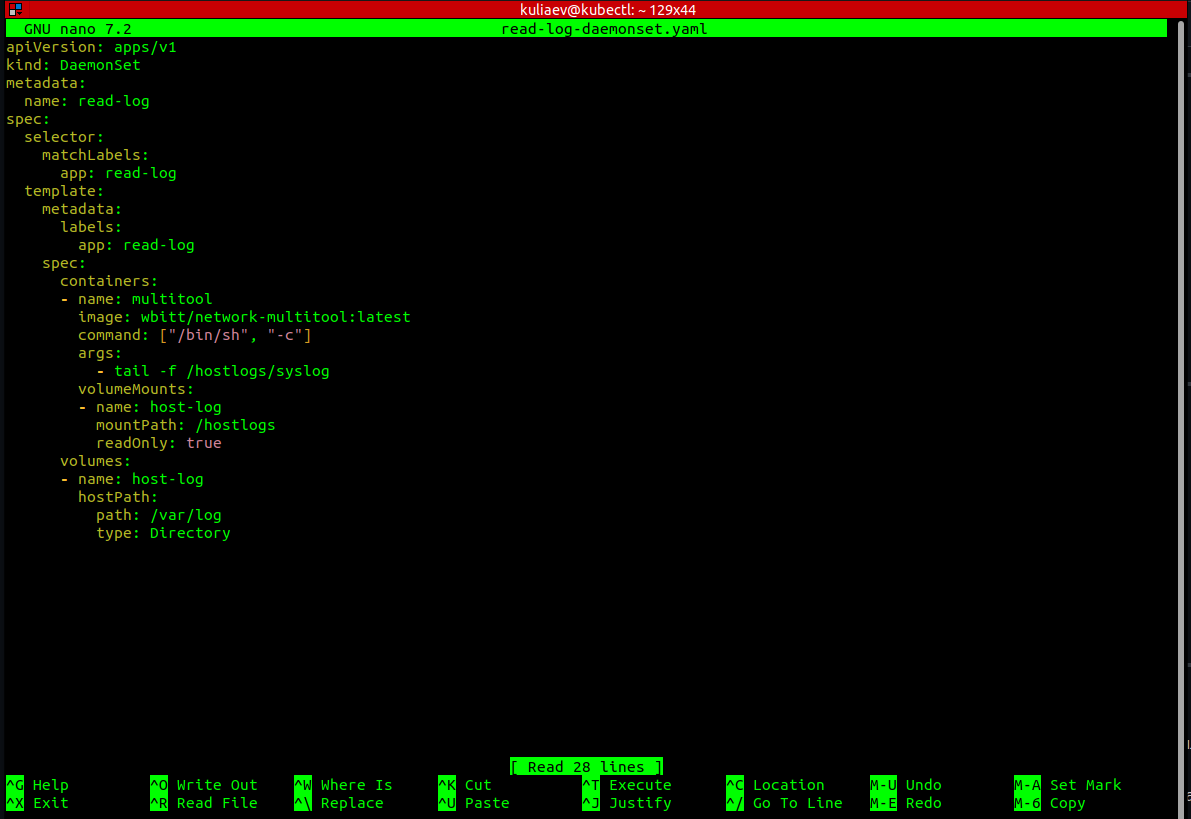 kuliaev@kubectl: ~ 129x44
GNU nano 7.2 read-log-daemonset.yaml
apiVersion: apps/v1
kind: DaemonSet
metadata:
  name: read-log
spec:
  selector:
    matchLabels:
      app: read-log
  template:
    metadata:
      labels:
        app: read-log
    spec:
      containers:
      - name: multitool
        image: wbitt/network-multitool:latest
        command: ["/bin/sh", "-c"]
        args:
          - tail -f /hostlogs/syslog
        volumeMounts:
        - name: host-log
          mountPath: /hostlogs
          readOnly: true
      volumes:
      - name: host-log
        hostPath:
          path: /var/log
          type: Directory
[ Read 28 lines ]
^G Help ^O Write Out ^W Where Is ^K Cut ^T Execute ^C Location M-U Undo M-A Set Mark
^X Exit ^R Read File ^\ Replace ^U Paste ^J Justify ^/ Go To Line M-E Redo M-6 Copy